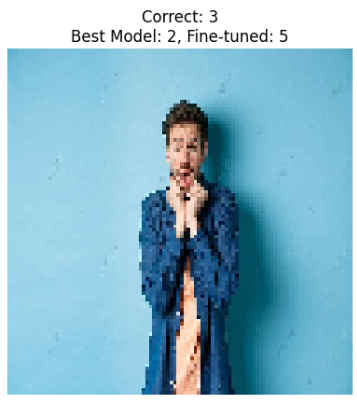 Correct: 3
Best Model: 2, Fine-tuned: 5